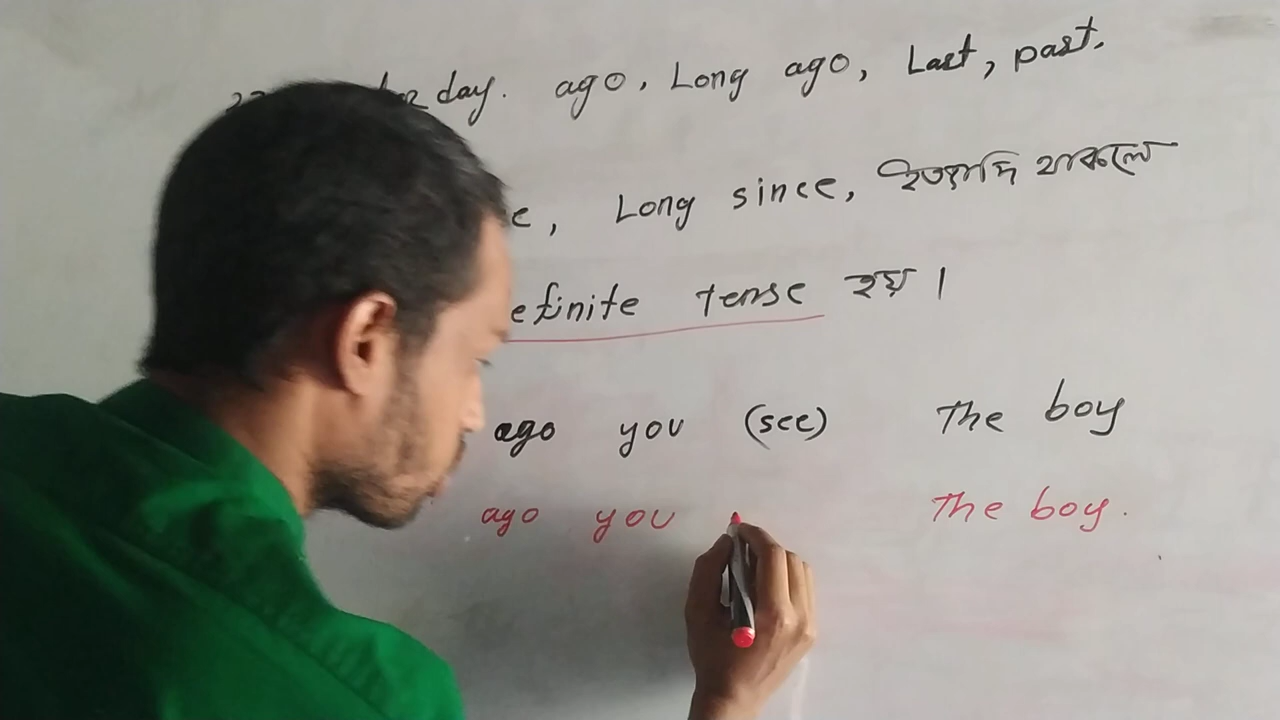 day. ago, Long ago, Last, past.
Long since, ইত্যাদি থাকলে
efinite tense হয়।
ago you (see) The boy
ago you The boy.